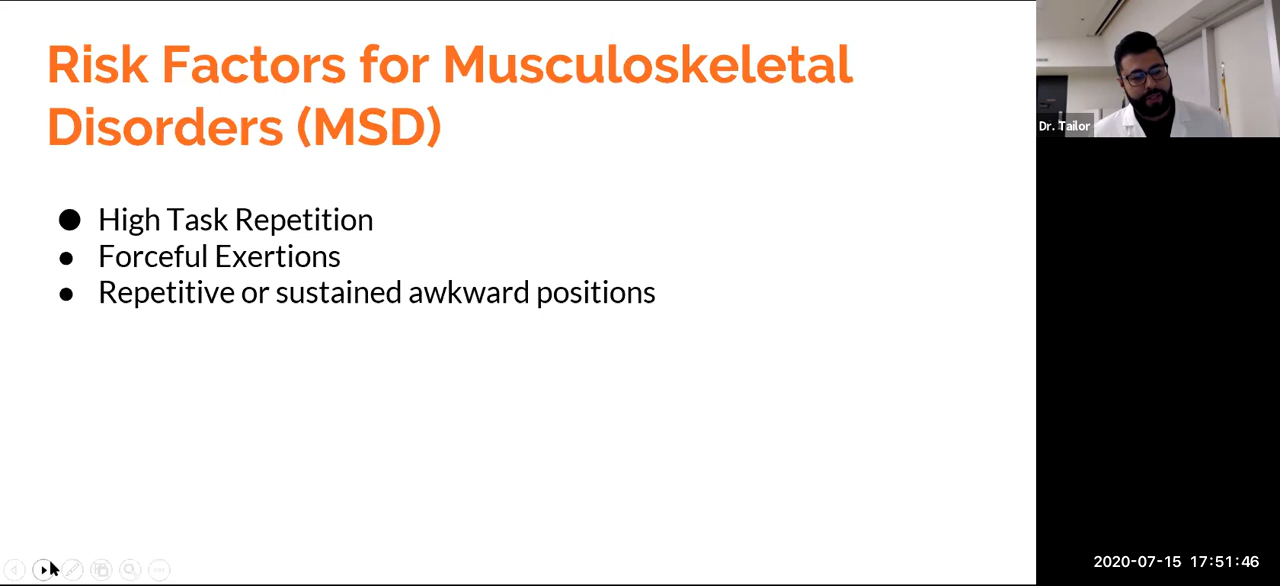 Risk Factors for Musculoskeletal
Disorders (MSD)
● High Task Repetition
● Forceful Exertions
● Repetitive or sustained awkward positions
Dr. Tailor
2020-07-15 17:51:46